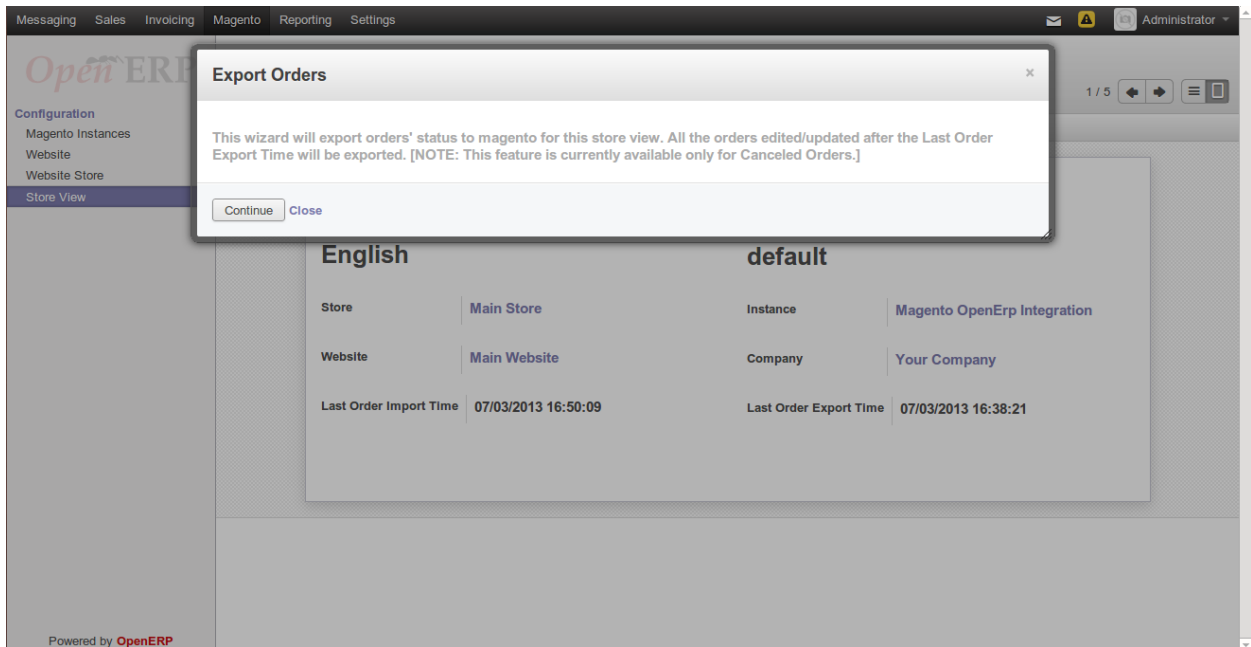 Messaging Sales Invoicing Magento Reporting Settings Administrator
Open ERP
Export Orders ×
1 / 5
Configuration
Magento Instances
Website
Website Store
Store View
This wizard will export orders' status to magento for this store view. All the orders edited/updated after the Last Order
Export Time will be exported. [NOTE: This feature is currently available only for Canceled Orders.]
Continue Close
English default
Store Main Store Instance Magento OpenErp Integration
Website Main Website Company Your Company
Last Order Import Time 07/03/2013 16:50:09 Last Order Export Time 07/03/2013 16:38:21
Powered by OpenERP